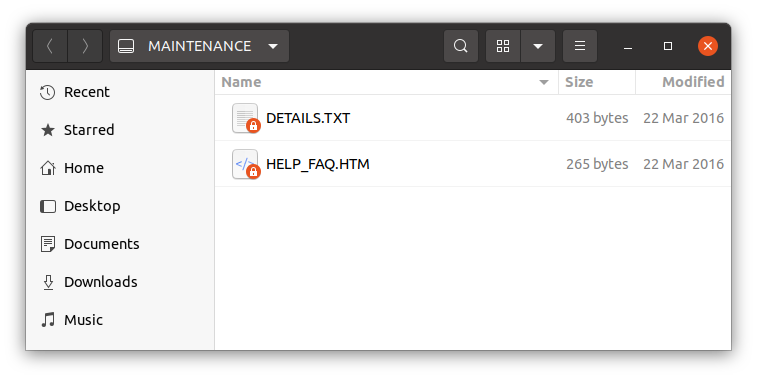 MAINTENANCE
Name Size Modified
Recent
Starred
Home
Desktop
Documents
Downloads
Music
DETAILS.TXT 403 bytes 22 Mar 2016
HELP_FAQ.HTM 265 bytes 22 Mar 2016